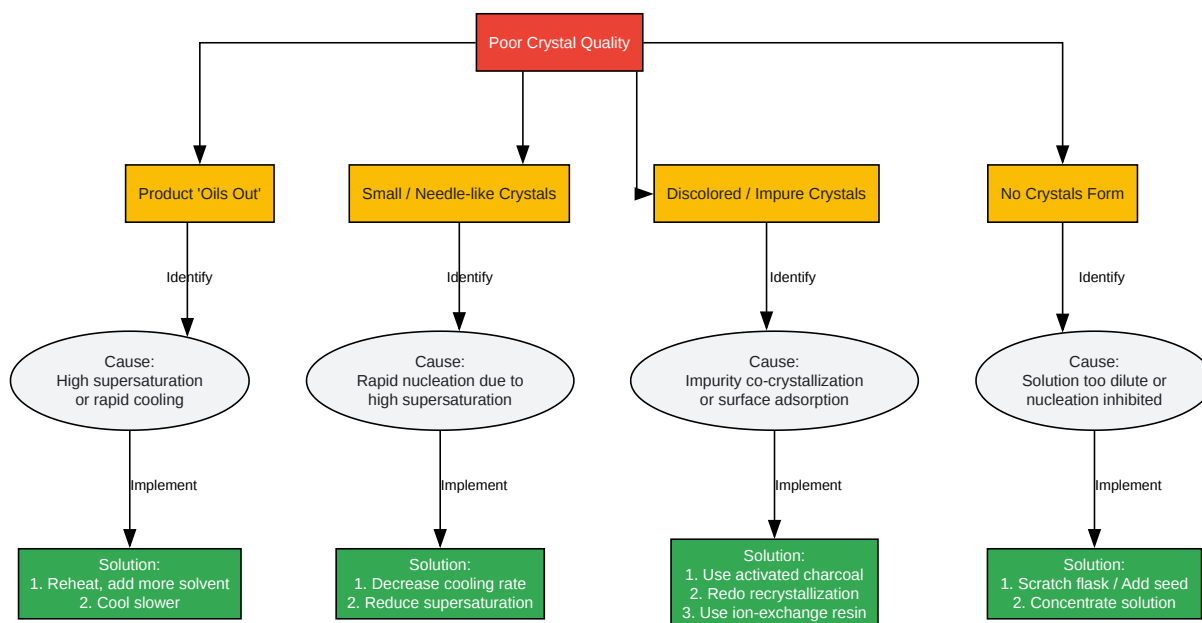 Poor Crystal Quality
Product 'Oils Out'
Small / Needle-like Crystals
Discolored / Impure Crystals
No Crystals Form
Identify
Identify
Identify
Identify
Cause:
High supersaturation
or rapid cooling
Cause:
Rapid nucleation due to
high supersaturation
Cause:
Impurity co-crystallization
or surface adsorption
Cause:
Solution too dilute or
nucleation inhibited
Implement
Implement
Implement
Implement
Solution:
1. Reheat, add more solvent
2. Cool slower
Solution:
1. Decrease cooling rate
2. Reduce supersaturation
Solution:
1. Use activated charcoal
2. Redo recrystallization
3. Use ion-exchange resin
Solution:
1. Scratch flask / Add seed
2. Concentrate solution